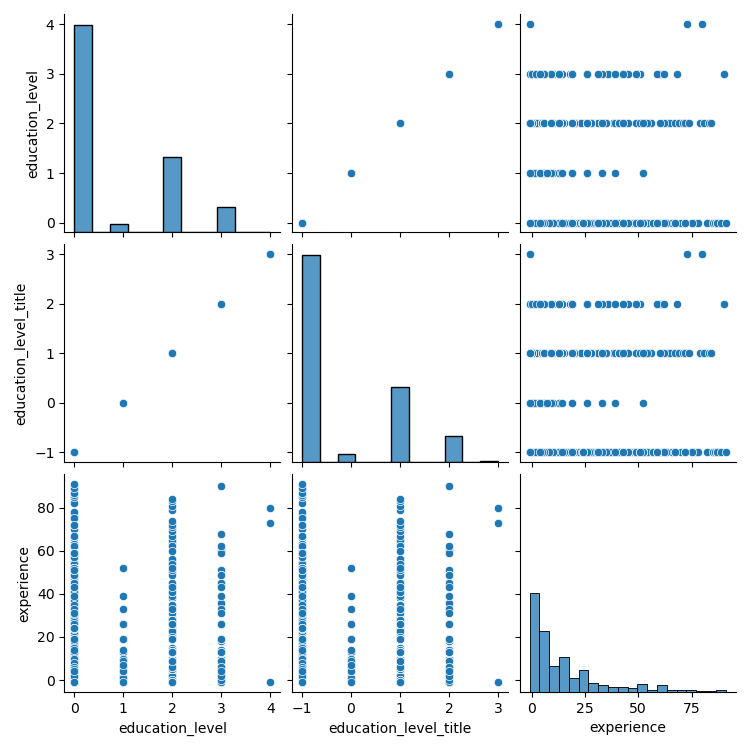 4
3
2
1
0
education_level
3
2
1
0
−1
education_level_title
80
60
40
20
0
experience
0 1 2 3 4
education_level
−1 0 1 2 3
education_level_title
0 25 50 75
experience